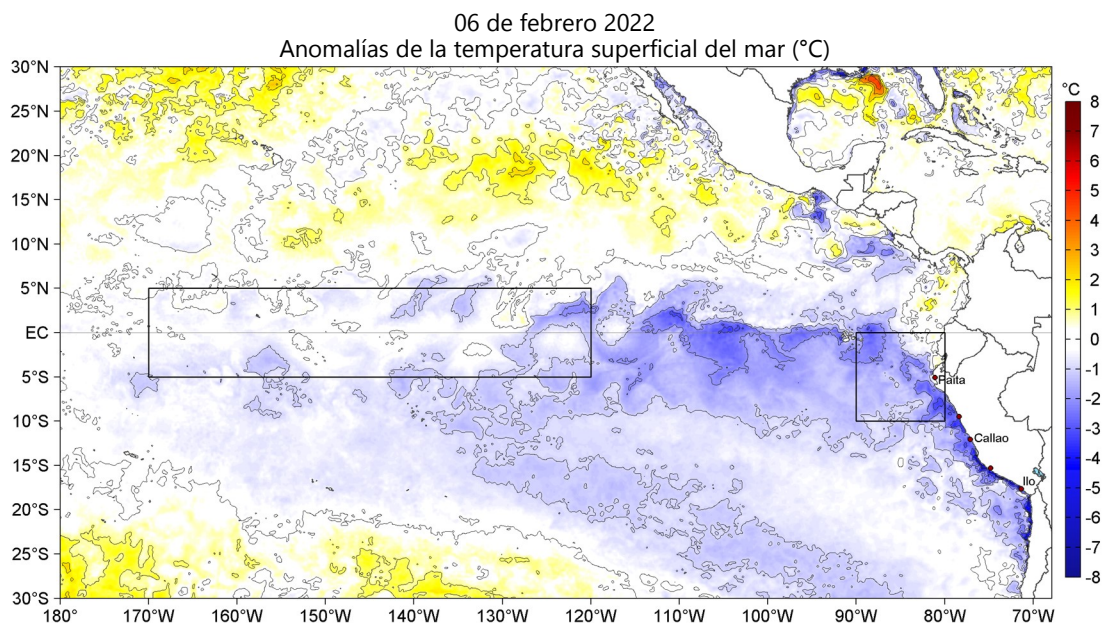 06 de febrero 2022
Anomalías de la temperatura superficial del mar (°C)
30°N
25°N
20°N
15°N
10°N
5°N
EC
5°S
10°S
15°S
20°S
25°S
30°S
180
170°W
160°W
150°W
140°W
130°W
120°W
110°W
100°W
90°W
80°W
70°W
Paita
Callao
Ilo
°C
8
7
6
5
4
3
2
1
0
-1
-2
-3
-4
-5
-6
-7
-8